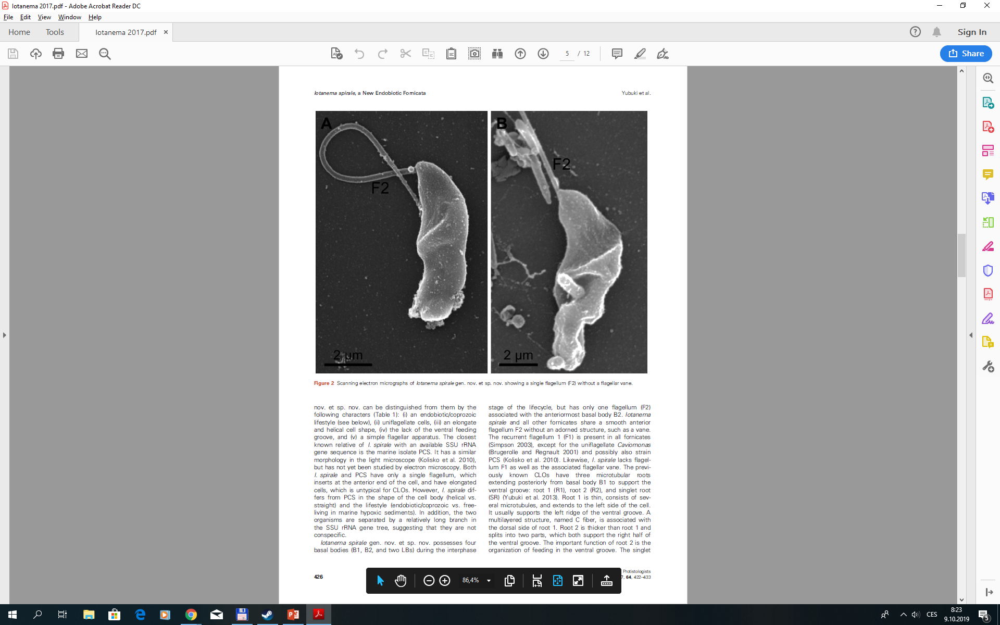 Iotanema 2017.pdf - Adobe Acrobat Reader DC
File Edit View Window Help
Home Tools Iotanema 2017.pdf × Sign In
5 / 12 Share
Iotanema spirale, a New Endobiotic Fornicata Yubuki et al.
A
F2
2 µm
B
F2
2 µm
Figure 2 Scanning electron micrographs of Iotanema spirale gen. nov. et sp. nov. showing a single flagellum (F2) without a flagellar vane.
nov. et sp. nov. can be distinguished from them by the
following characters (Table 1): (i) an endobiotic/coprozoic
lifestyle (see below), (ii) uniflagellate cells, (iii) an elongate
and helical cell shape, (iv) the lack of the ventral feeding
groove, and (v) a simple flagellar apparatus. The closest
known relative of I. spirale with an available SSU rRNA
gene sequence is the marine isolate PCS. It has a similar
morphology in the light microscope (Kolisko et al. 2010),
but has not yet been studied by electron microscopy. Both
I. spirale and PCS have only a single flagellum, which
inserts at the anterior end of the cell, and have elongated
cells, which is untypical for CLOs. However, I. spirale dif-
fers from PCS in the shape of the cell body (helical vs.
straight) and the lifestyle (endobiotic/coprozoic vs. free-
living in marine hypoxic sediments). In addition, the two
organisms are separated by a relatively long branch in
the SSU rRNA gene tree, suggesting that they are not
conspecific.
Iotanema spirale gen. nov. et sp. nov. possesses four
basal bodies (B1, B2, and two LBs) during the interphase
stage of the lifecycle, but has only one flagellum (F2)
associated with the anteriormost basal body B2. Iotanema
spirale and all other fornicates share a smooth anterior
flagellum F2 without an adorned structure, such as a vane.
The recurrent flagellum 1 (F1) is present in all fornicates
(Simpson 2003), except for the uniflagellate Caviomonas
(Brugerolle and Regnault 2001) and possibly also strain
PCS (Kolisko et al. 2010). Likewise, I. spirale lacks flagel-
lum F1 as well as the associated flagellar vane. The previ-
ously known CLOs have three microtubular roots
extending posteriorly from basal body B1 to support the
ventral groove: root 1 (R1), root 2 (R2), and singlet root
(SR) (Yubuki et al. 2013). Root 1 is thin, consists of sev-
eral microtubules, and extends to the left side of the cell.
It usually supports the left ridge of the ventral groove. A
multilayered structure, named C fiber, is associated with
the dorsal side of root 1. Root 2 is thicker than root 1 and
splits into two parts, which both support the right half of
the ventral groove. The important function of root 2 is the
organization of feeding in the ventral groove. The singlet
426
Protistologists
7, 64, 422–433
86,4%
CES
8:23
9.10.2019
5